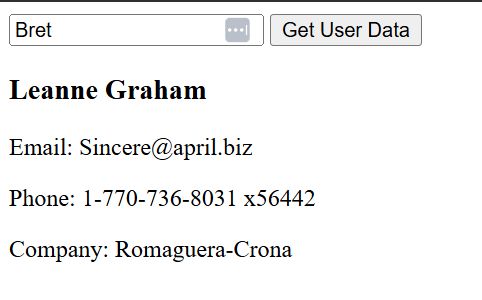 Bret Get User Data
Leanne Graham
Email: Sincere@april.biz
Phone: 1-770-736-8031 x56442
Company: Romaguera-Crona